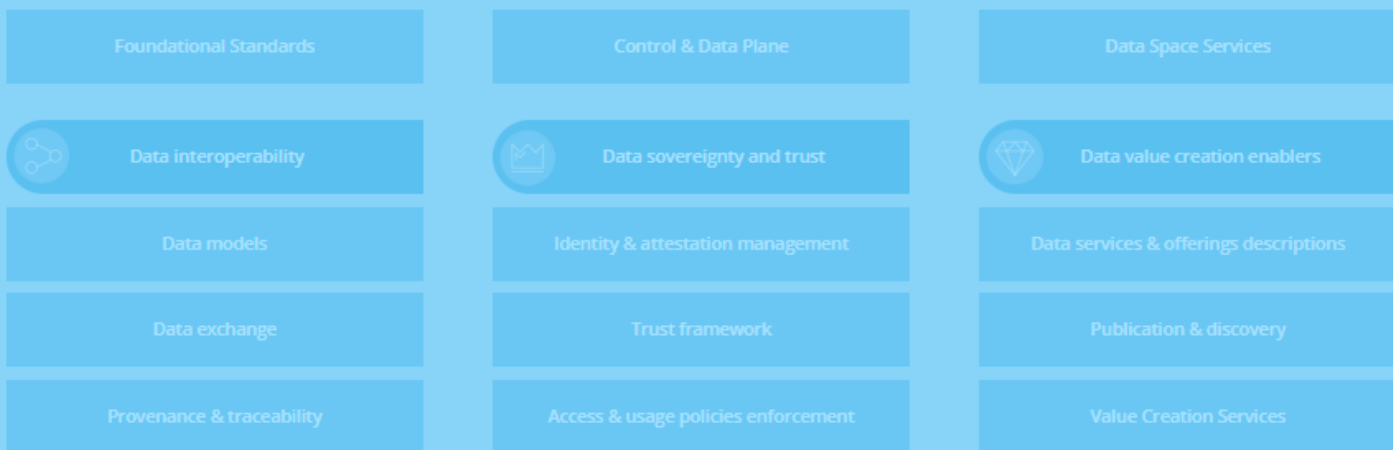 Foundational Standards
Control & Data Plane
Data Space Services
Data interoperability
Data sovereignty and trust
Data value creation enablers
Data models
Identity & attestation management
Data services & offerings descriptions
Data exchange
Trust framework
Publication & discovery
Provenance & traceability
Access & usage policies enforcement
Value Creation Services